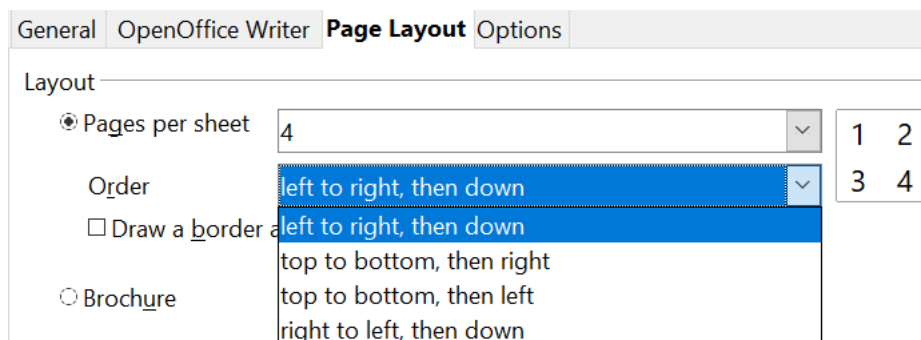 General OpenOffice Writer Page Layout Options
Layout
Pages per sheet 4 1 2
Order left to right, then down 3 4
Draw a border left to right, then down
top to bottom, then right
Brochure top to bottom, then left
right to left, then down